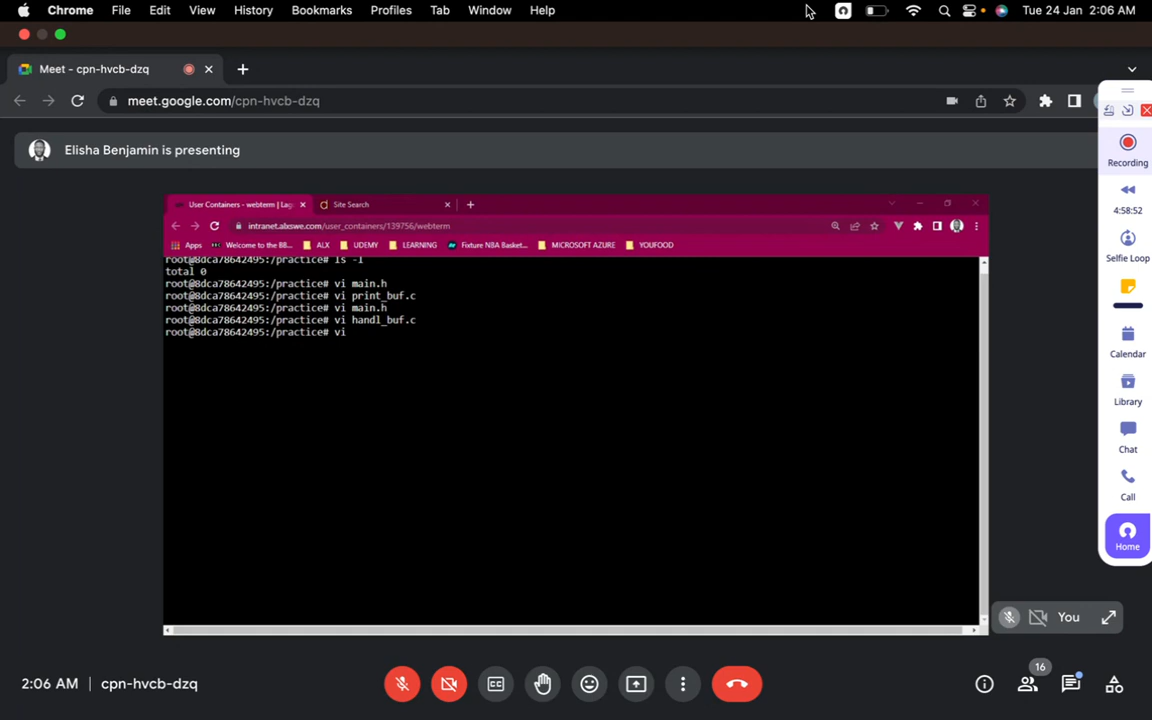 Chrome File Edit View History Bookmarks Profiles Tab Window Help Tue 24 Jan 2:06 AM
Meet - cpn-hvcb-dzq
meet.google.com/cpn-hvcb-dzq
Elisha Benjamin is presenting
Recording
4:58:52
Selfie Loop
Calendar
Library
Chat
Call
Home
User Containers - webterm | Lag Site Search
intranet.alxswe.com/user_containers/139756/webterm
Apps Welcome to the BB... ALX UDEMY LEARNING Fixture NBA Basket... MICROSOFT AZURE YOUFOOD
root@8dca78642495:/practice# ls -l
total 0
root@8dca78642495:/practice# vi main.h
root@8dca78642495:/practice# vi print_buf.c
root@8dca78642495:/practice# vi main.h
root@8dca78642495:/practice# vi handl_buf.c
root@8dca78642495:/practice# vi
You
2:06 AM | cpn-hvcb-dzq
CC
16